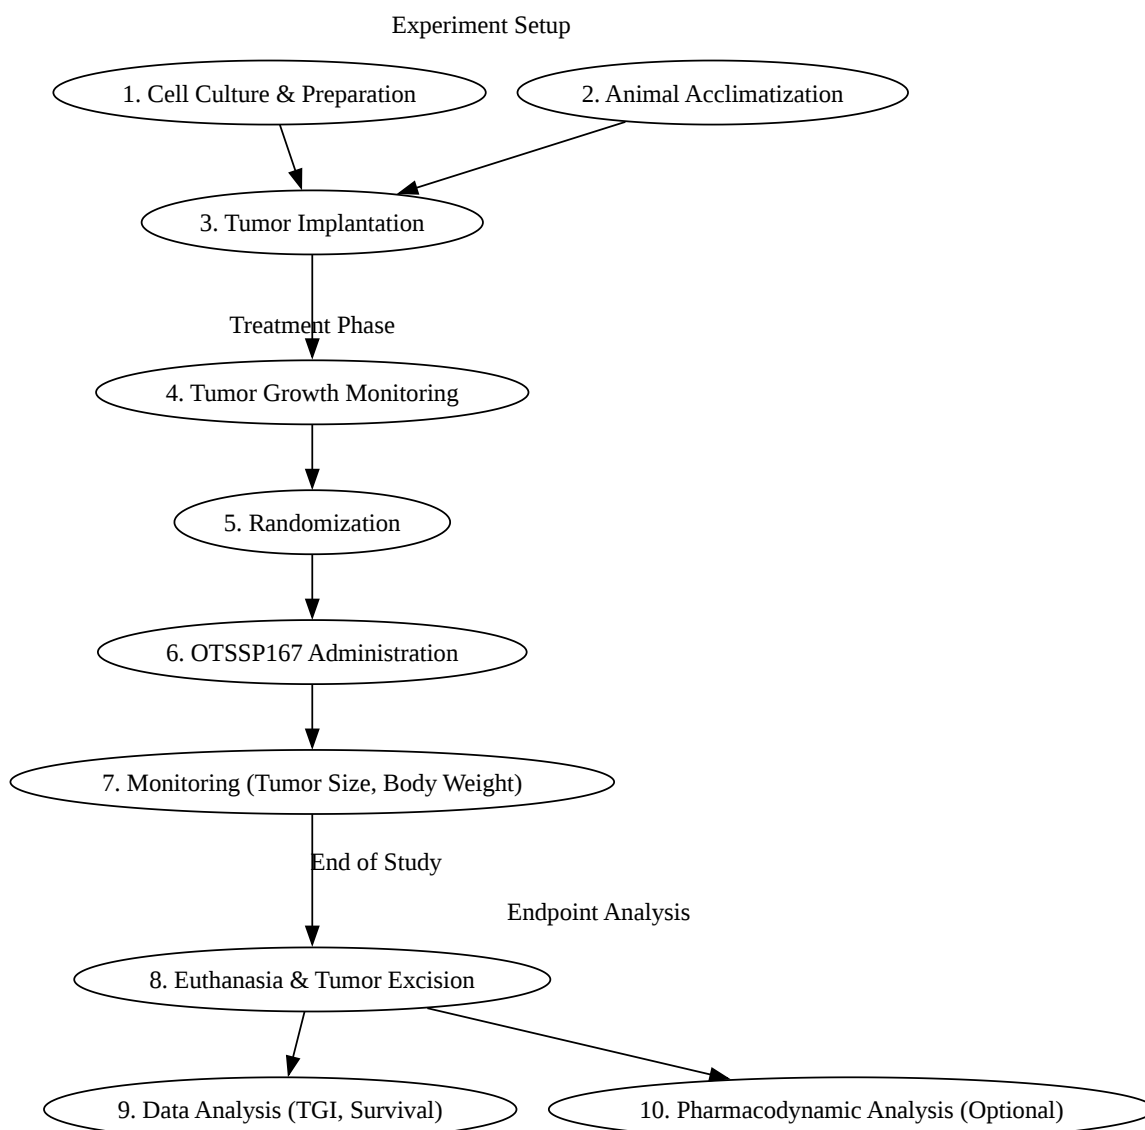 Experiment Setup
1. Cell Culture & Preparation
2. Animal Acclimatization
3. Tumor Implantation
Treatment Phase
4. Tumor Growth Monitoring
5. Randomization
6. OTSSP167 Administration
7. Monitoring (Tumor Size, Body Weight)
End of Study
Endpoint Analysis
8. Euthanasia & Tumor Excision
9. Data Analysis (TGI, Survival)
10. Pharmacodynamic Analysis (Optional)